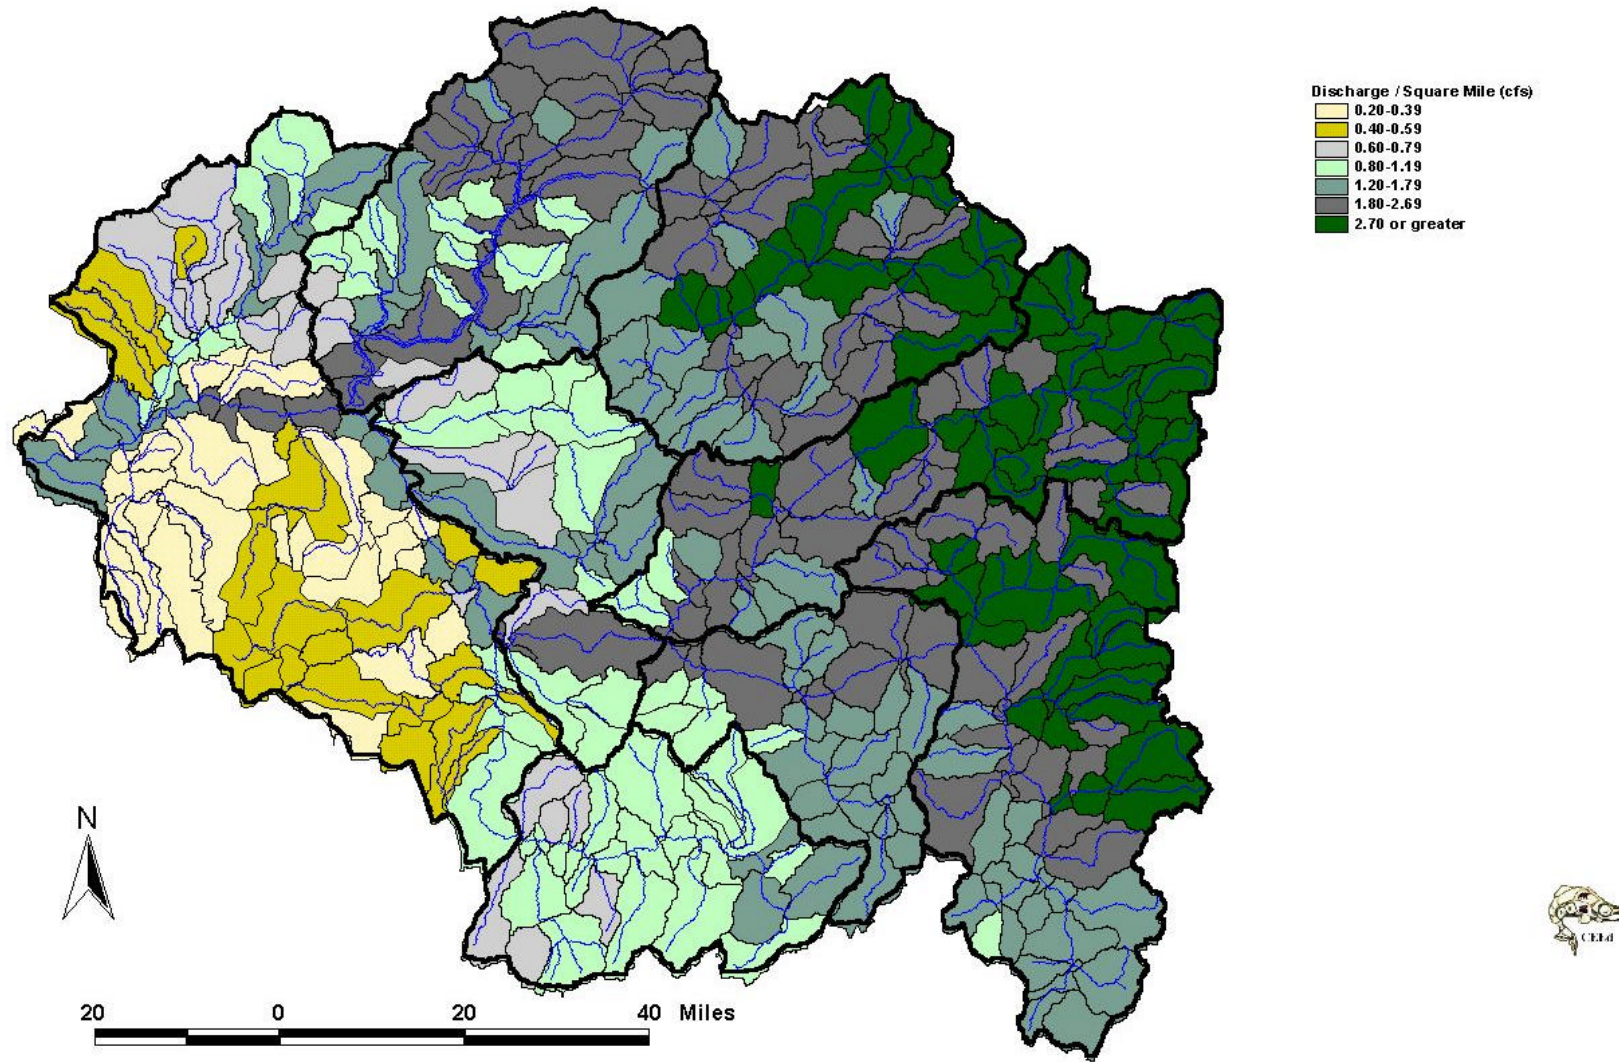 Discharge / Square Mile (cfs)
0.20-0.39
0.40-0.59
0.60-0.79
0.80-1.19
1.20-1.79
1.80-2.69
2.70 or greater
N
20 0 20 40 Miles